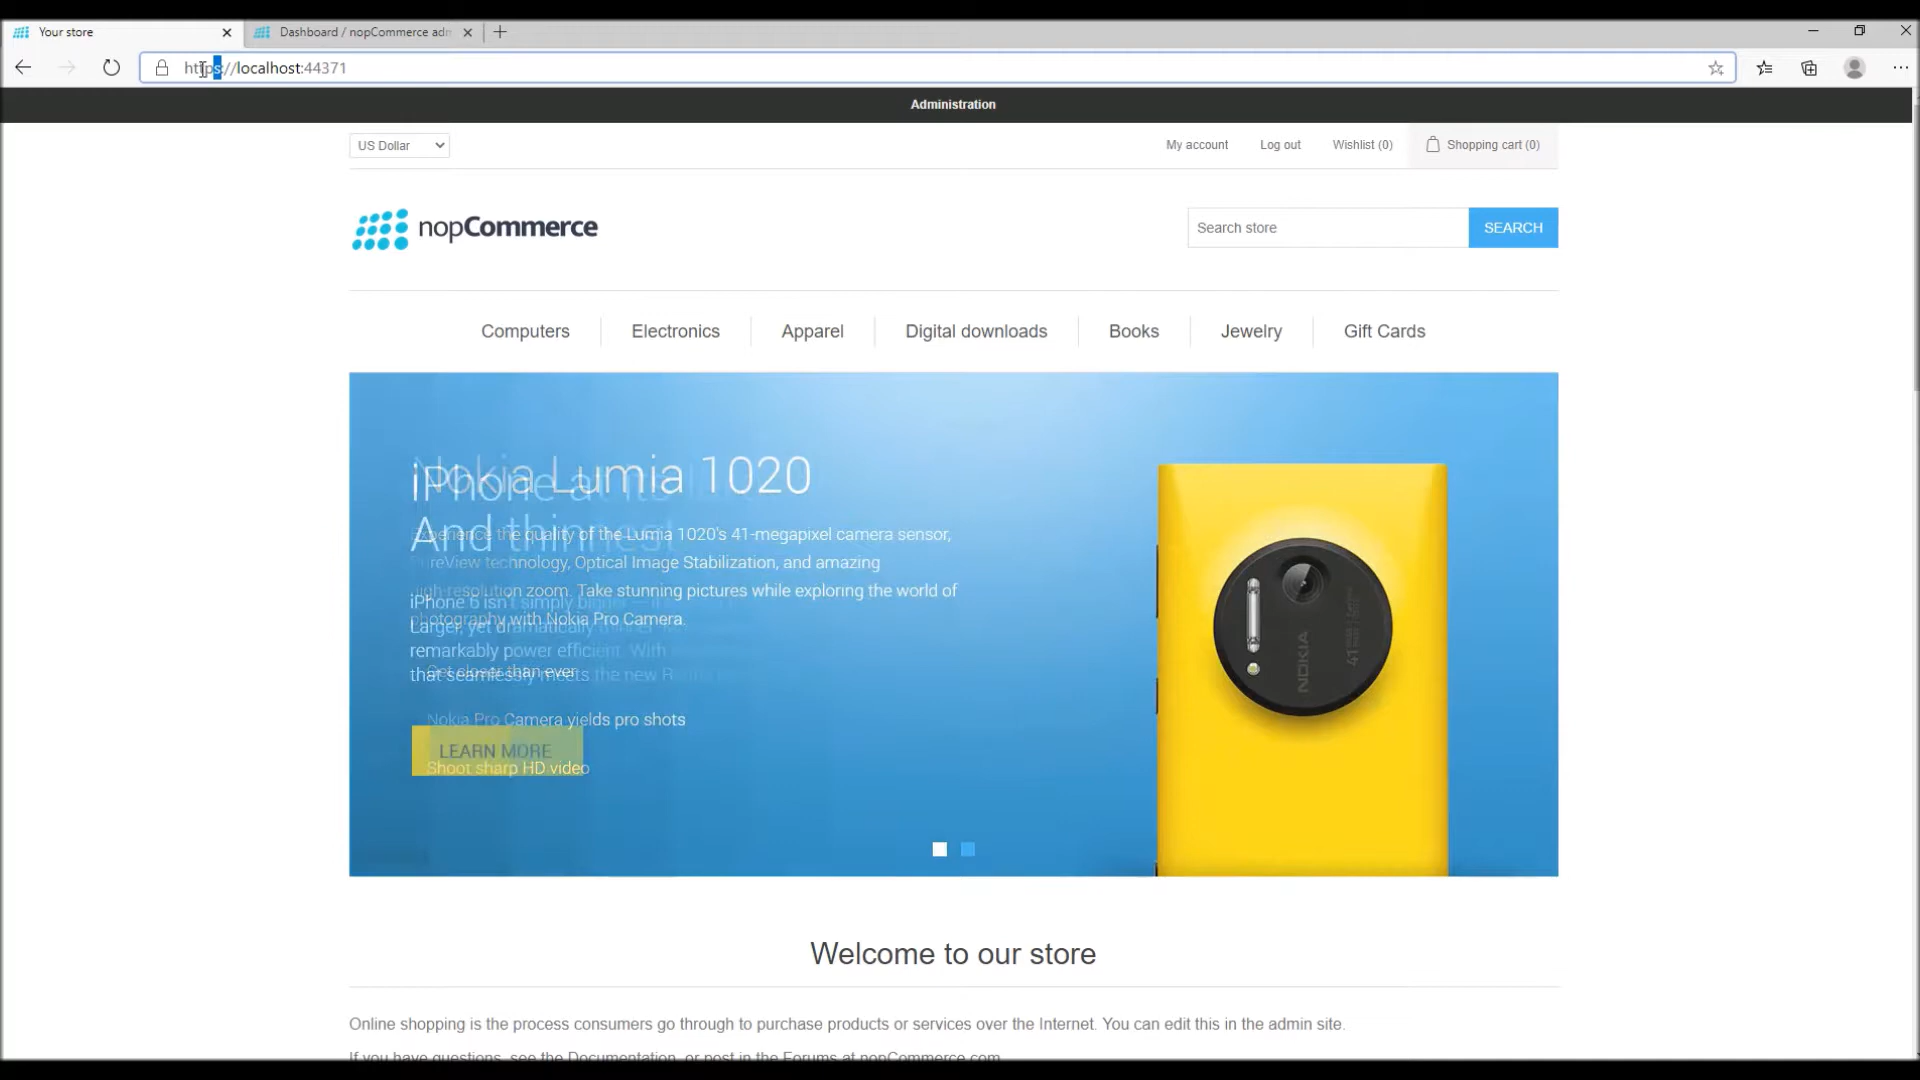 Your store
Dashboard / nopCommerce adm
https://localhost:44371
Administration
US Dollar
My account
Log out
Wishlist (0)
Shopping cart (0)
nopCommerce
Search store
SEARCH
Computers
Electronics
Apparel
Digital downloads
Books
Jewelry
Gift Cards
Nokia Lumia 1020
iPhone at its
And thinnest
Experience the quality of the Lumia 1020's 41-megapixel camera sensor,
PureView technology, Optical Image Stabilization, and amazing
high-resolution zoom. Take stunning pictures while exploring the world of
photography with Nokia Pro Camera.
iPhone 6 isn't simply bigger
Larger, yet dramatically thinner.
remarkably power efficient. With
that seamlessly meets the new
Get closer than ever
Nokia Pro Camera yields pro shots
LEARN MORE
Shoot sharp HD video
NOKIA
41
Welcome to our store
Online shopping is the process consumers go through to purchase products or services over the Internet. You can edit this in the admin site.
If you have questions, see the Documentation, or post in the Forums at nopCommerce.com